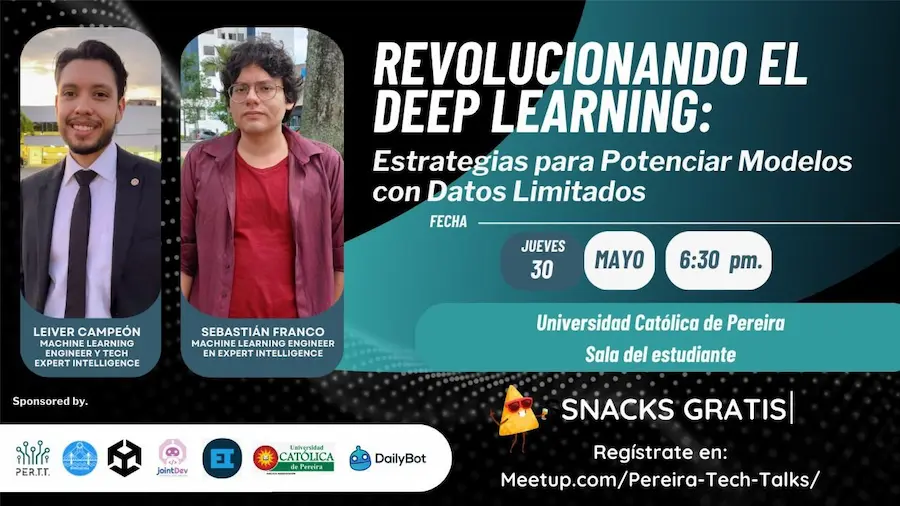 REVOLUCIONANDO EL
DEEP LEARNING:
Estrategias para Potenciar Modelos
con Datos Limitados
FECHA
JUEVES
30
MAYO
6:30 pm.
Universidad Católica de Pereira
Sala del estudiante
LEIVER CAMPEÓN
MACHINE LEARNING
ENGINEER Y TECH
EXPERT INTELLIGENCE
SEBASTIÁN FRANCO
MACHINE LEARNING ENGINEER
EN EXPERT INTELLIGENCE
SNACKS GRATIS
Regístrate en:
Meetup.com/Pereira-Tech-Talks/
Sponsored by.
P.E.R.T.T.
jointDev
EI
Universidad
CATÓLICA
de Pereira
DailyBot